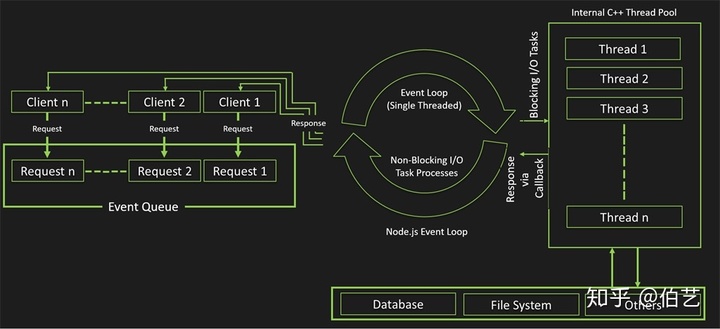 Internal C++ Thread Pool
Client n
Client 2
Client 1
Request
Request
Request
Response
Request n
Request 2
Request 1
Event Queue
Event Loop
(Single Threaded)
Non-Blocking I/O
Task Processes
Node.js Event Loop
Blocking I/O Tasks
Response
via
Callback
Thread 1
Thread 2
Thread 3
Thread n
Database
File System
Others
知乎 @伯艺